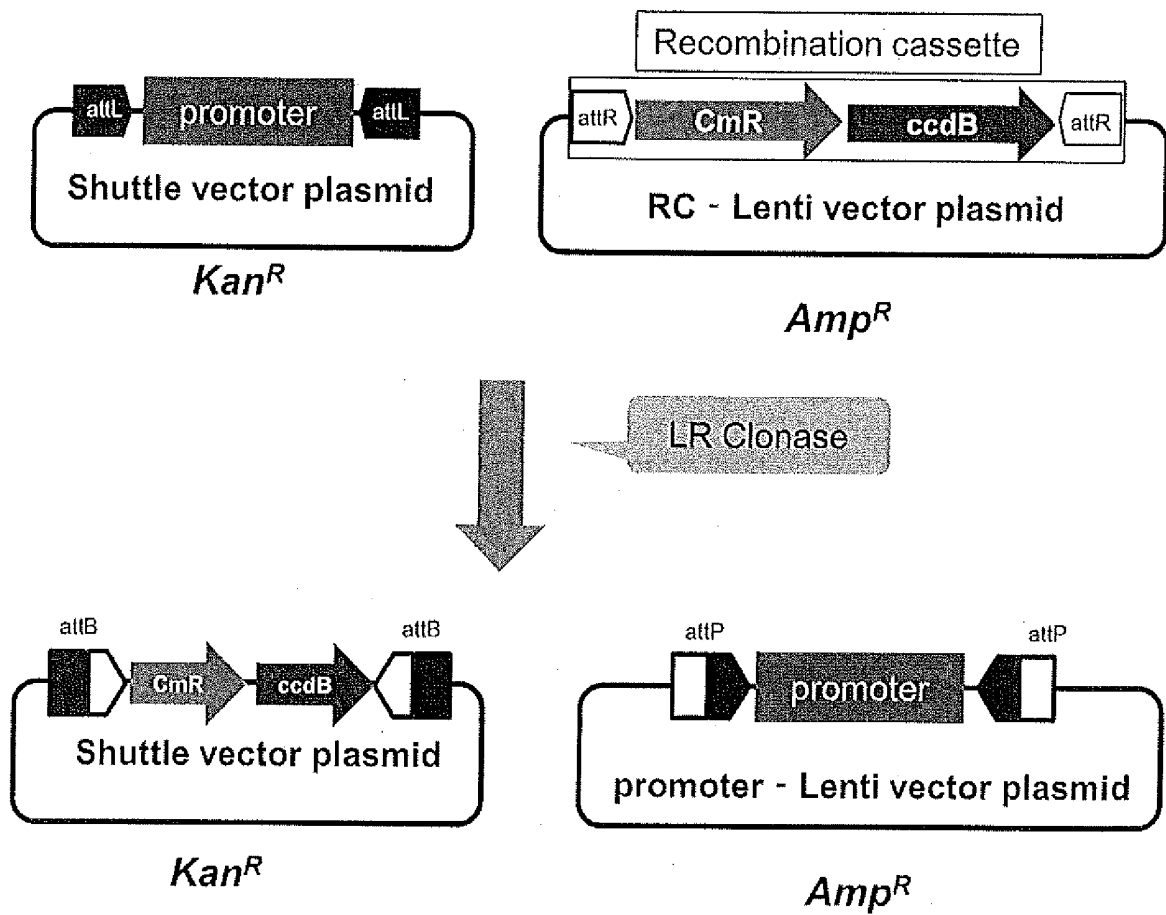 Recombination cassette
attL promoter attL
attR CmR ccdB attR
Shuttle vector plasmid
RC - Lenti vector plasmid
KanR
AmpR
LR Clonase
attB attB
attP attP
CmR ccdB
promoter
Shuttle vector plasmid
promoter - Lenti vector plasmid
KanR
AmpR